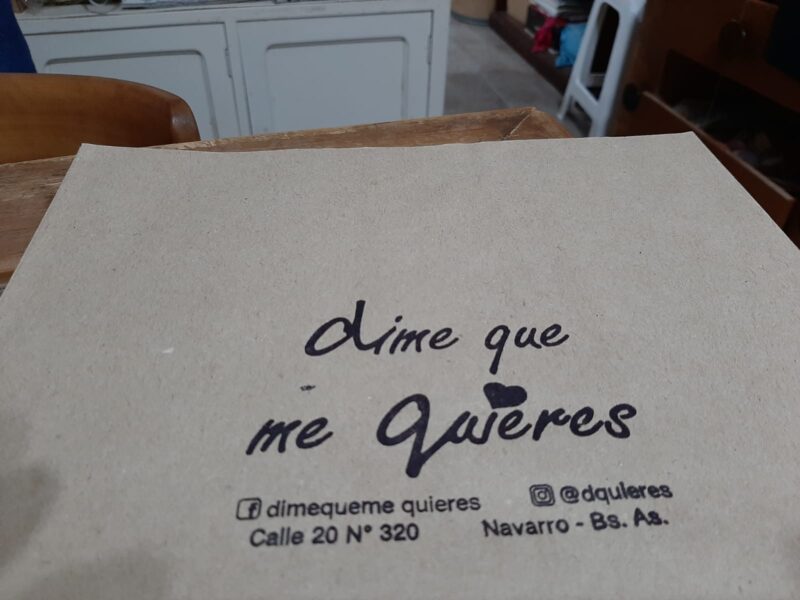 dime que
me quieres
dimequeme quieres @dquieres
Calle 20 N° 320 Navarro - Bs. As.